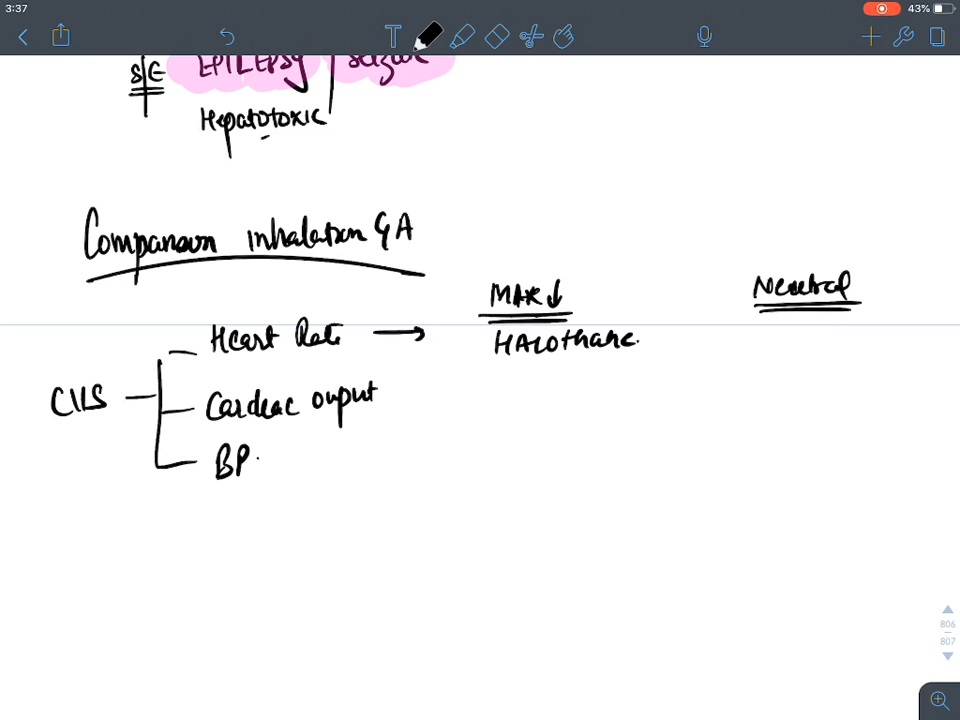 3:37
43%
T
S/E EPILEPSY seizure
Hepatotoxic
Comparison inhalation GA
MAX↓
Neutral
Heart Rate →
HALOthane
CVS
Cardiac ouput
BP
806
807